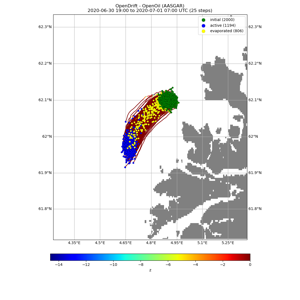 OpenDrift - OpenOil (AASGAR)
2020-06-30 19:00 to 2020-07-01 07:00 UTC (25 steps)
initial (2000)
active (1194)
evaporated (806)
62.3°N 62.3°N
62.2°N 62.2°N
62.1°N 62.1°N
62°N 62°N
61.9°N 61.9°N
61.8°N 61.8°N
4.35°E 4.5°E 4.65°E 4.8°E 4.95°E 5.1°E 5.25°E
−14 −12 −10 −8 −6 −4 −2 0
z